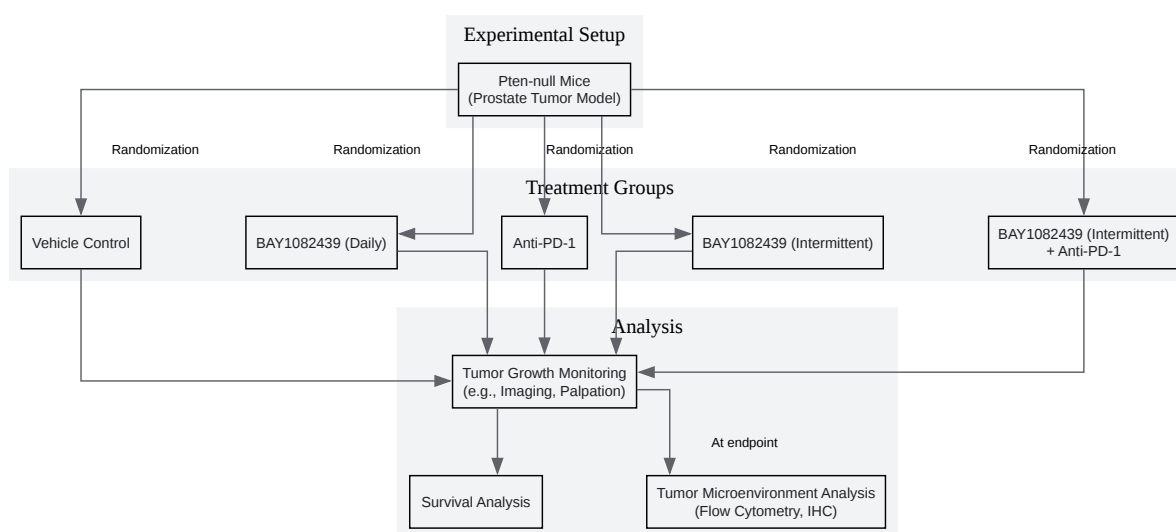 Experimental Setup
Pten-null Mice
(Prostate Tumor Model)
Randomization
Randomization
Randomization
Randomization
Randomization
Treatment Groups
Vehicle Control
BAY1082439 (Daily)
Anti-PD-1
BAY1082439 (Intermittent)
BAY1082439 (Intermittent)
+ Anti-PD-1
Analysis
Tumor Growth Monitoring
(e.g., Imaging, Palpation)
At endpoint
Survival Analysis
Tumor Microenvironment Analysis
(Flow Cytometry, IHC)